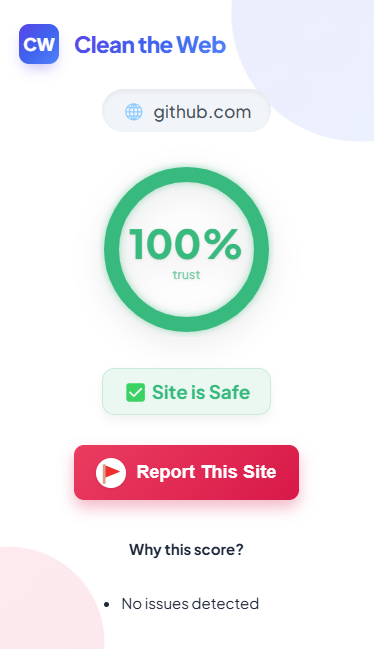 CW Clean the Web
github.com
100%
trust
Site is Safe
Report This Site
Why this score?
• No issues detected